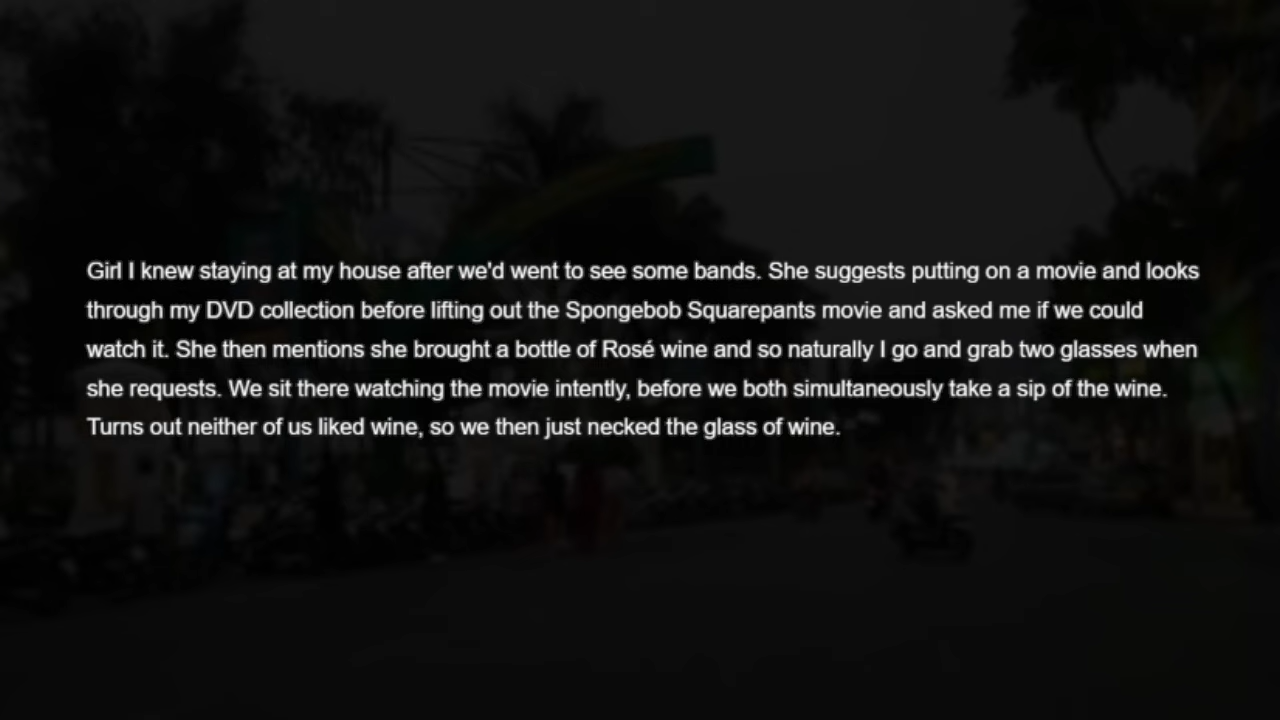 Girl I knew staying at my house after we'd went to see some bands. She suggests putting on a movie and looks
through my DVD collection before lifting out the Spongebob Squarepants movie and asked me if we could
watch it. She then mentions she brought a bottle of Rosé wine and so naturally I go and grab two glasses when
she requests. We sit there watching the movie intently, before we both simultaneously take a sip of the wine.
Turns out neither of us liked wine, so we then just necked the glass of wine.